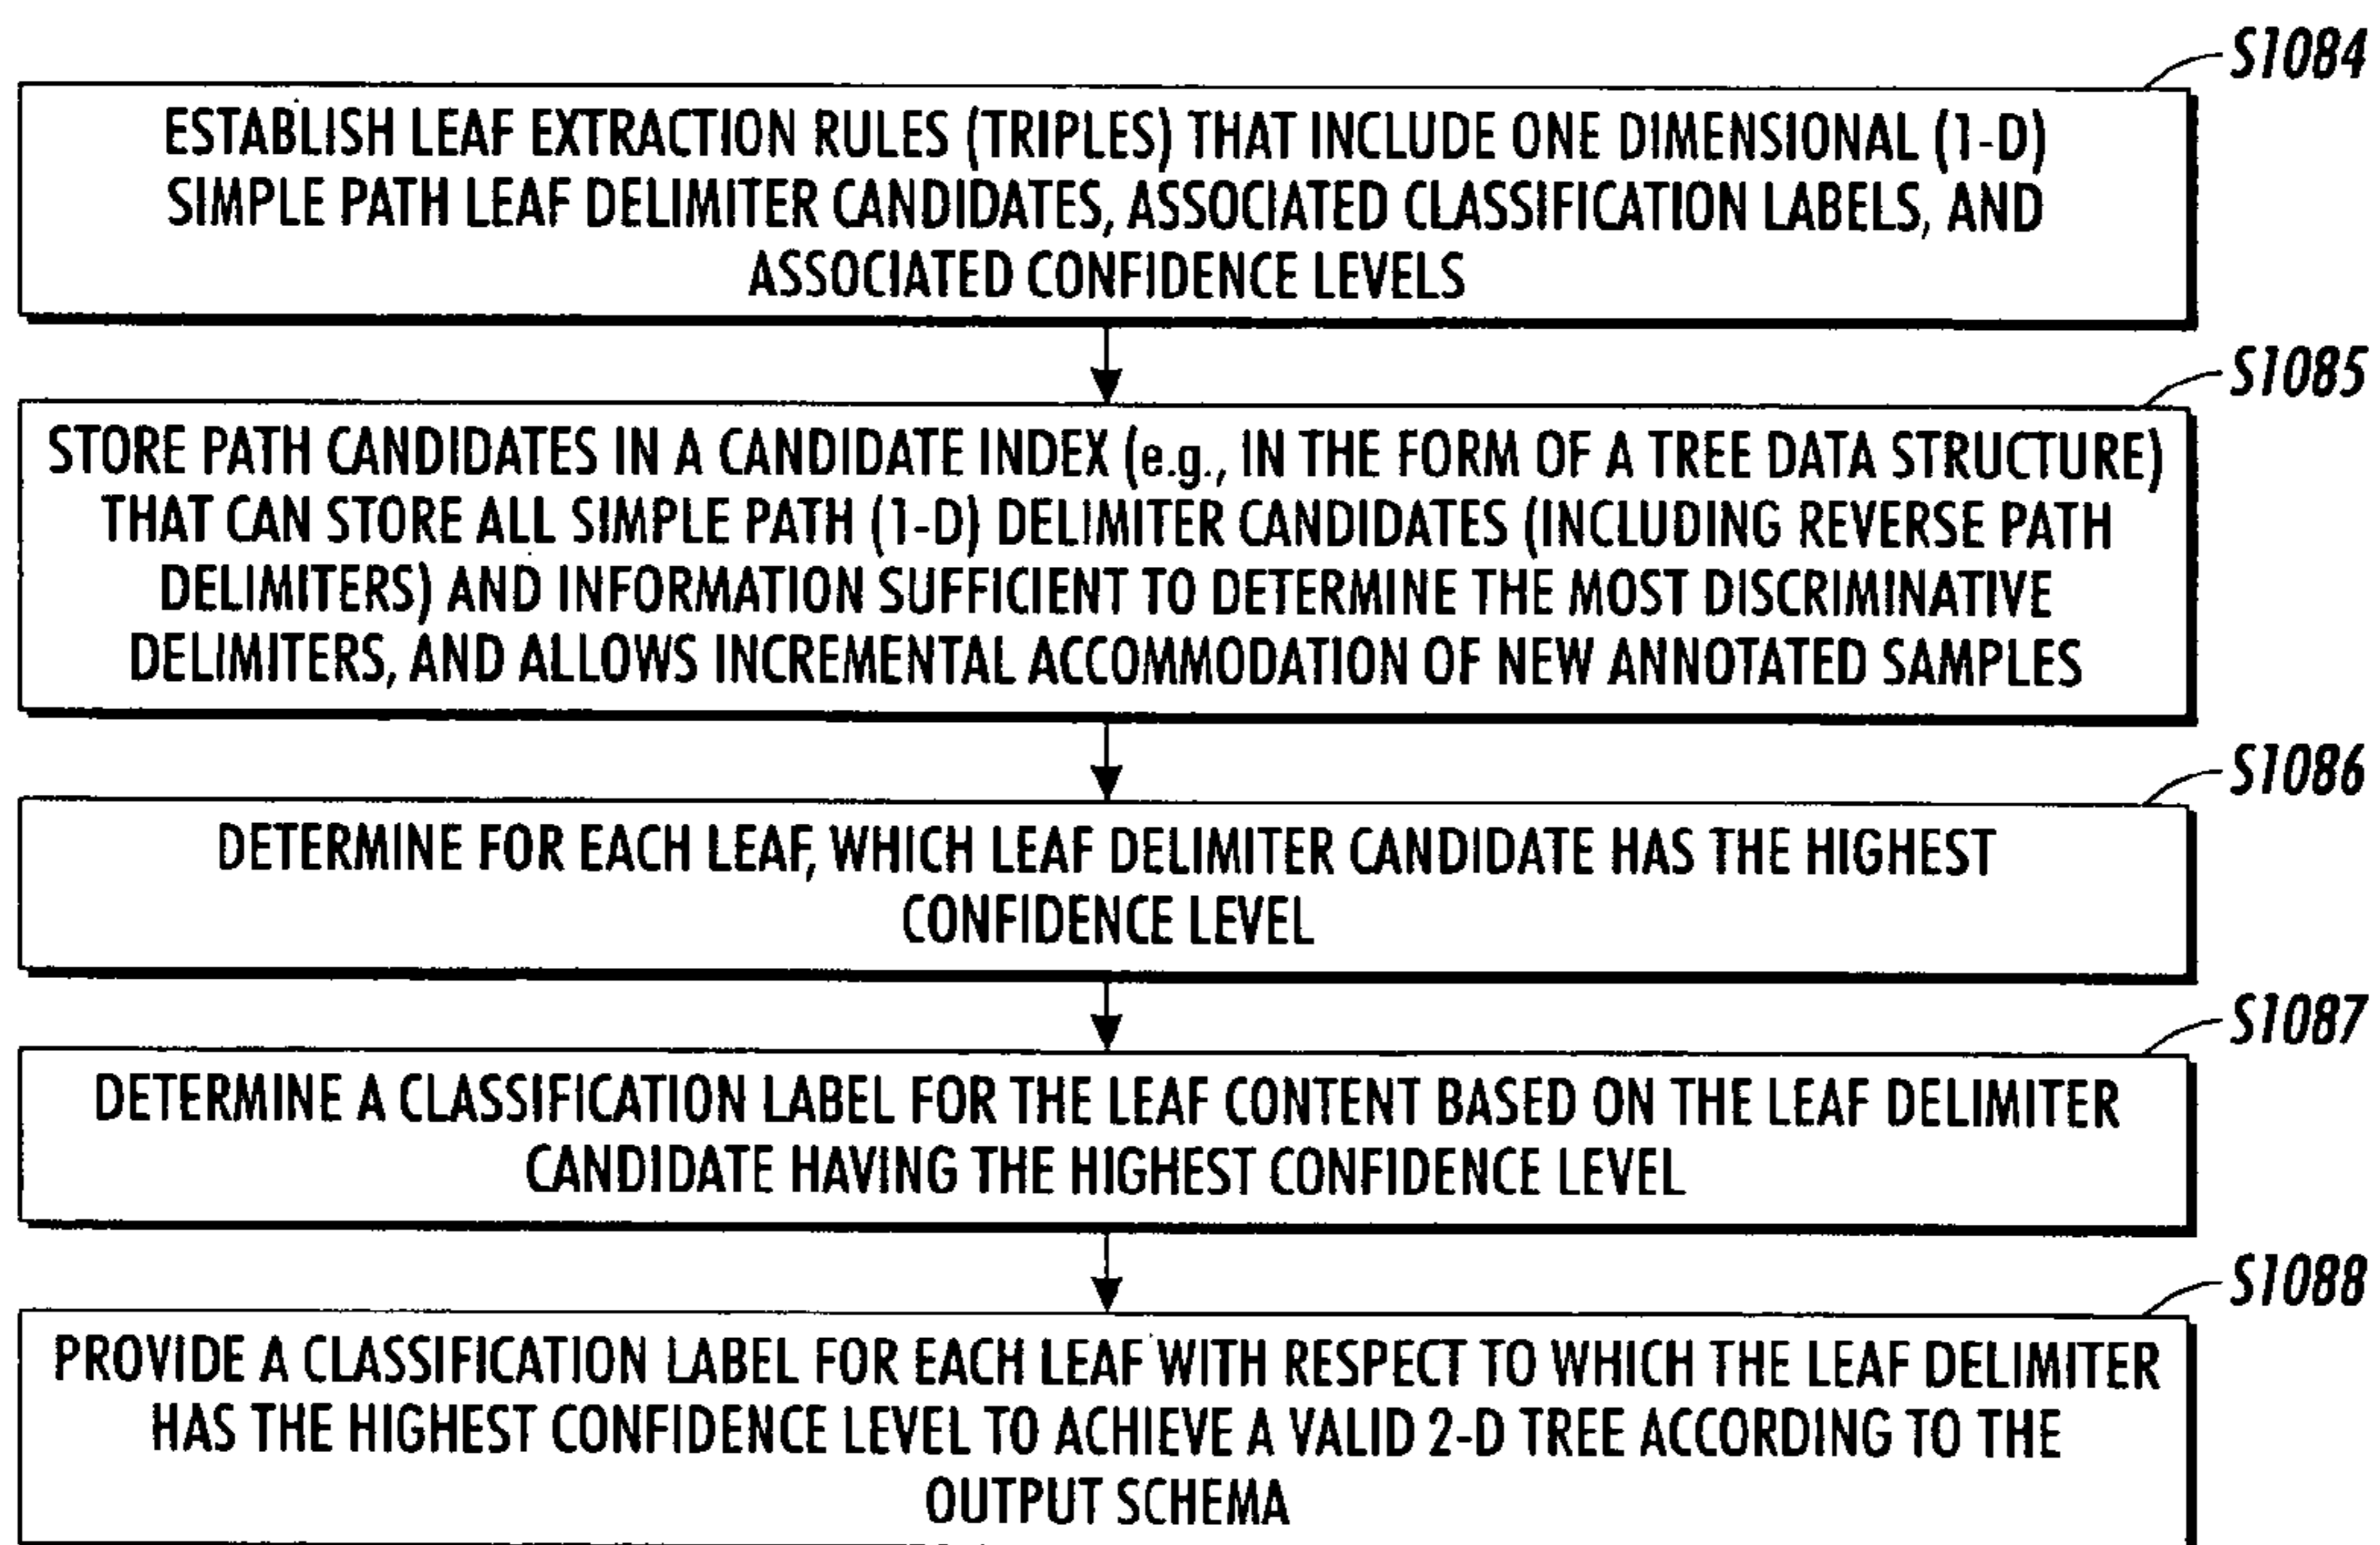 S1084
ESTABLISH LEAF EXTRACTION RULES (TRIPLES) THAT INCLUDE ONE DIMENSIONAL (1-D)
SIMPLE PATH LEAF DELIMITER CANDIDATES, ASSOCIATED CLASSIFICATION LABELS, AND
ASSOCIATED CONFIDENCE LEVELS
S1085
STORE PATH CANDIDATES IN A CANDIDATE INDEX (e.g., IN THE FORM OF A TREE DATA STRUCTURE)
THAT CAN STORE ALL SIMPLE PATH (1-D) DELIMITER CANDIDATES (INCLUDING REVERSE PATH
DELIMITERS) AND INFORMATION SUFFICIENT TO DETERMINE THE MOST DISCRIMINATIVE
DELIMITERS, AND ALLOWS INCREMENTAL ACCOMMODATION OF NEW ANNOTATED SAMPLES
S1086
DETERMINE FOR EACH LEAF, WHICH LEAF DELIMITER CANDIDATE HAS THE HIGHEST
CONFIDENCE LEVEL
S1087
DETERMINE A CLASSIFICATION LABEL FOR THE LEAF CONTENT BASED ON THE LEAF DELIMITER
CANDIDATE HAVING THE HIGHEST CONFIDENCE LEVEL
S1088
PROVIDE A CLASSIFICATION LABEL FOR EACH LEAF WITH RESPECT TO WHICH THE LEAF DELIMITER
HAS THE HIGHEST CONFIDENCE LEVEL TO ACHIEVE A VALID 2-D TREE ACCORDING TO THE
OUTPUT SCHEMA